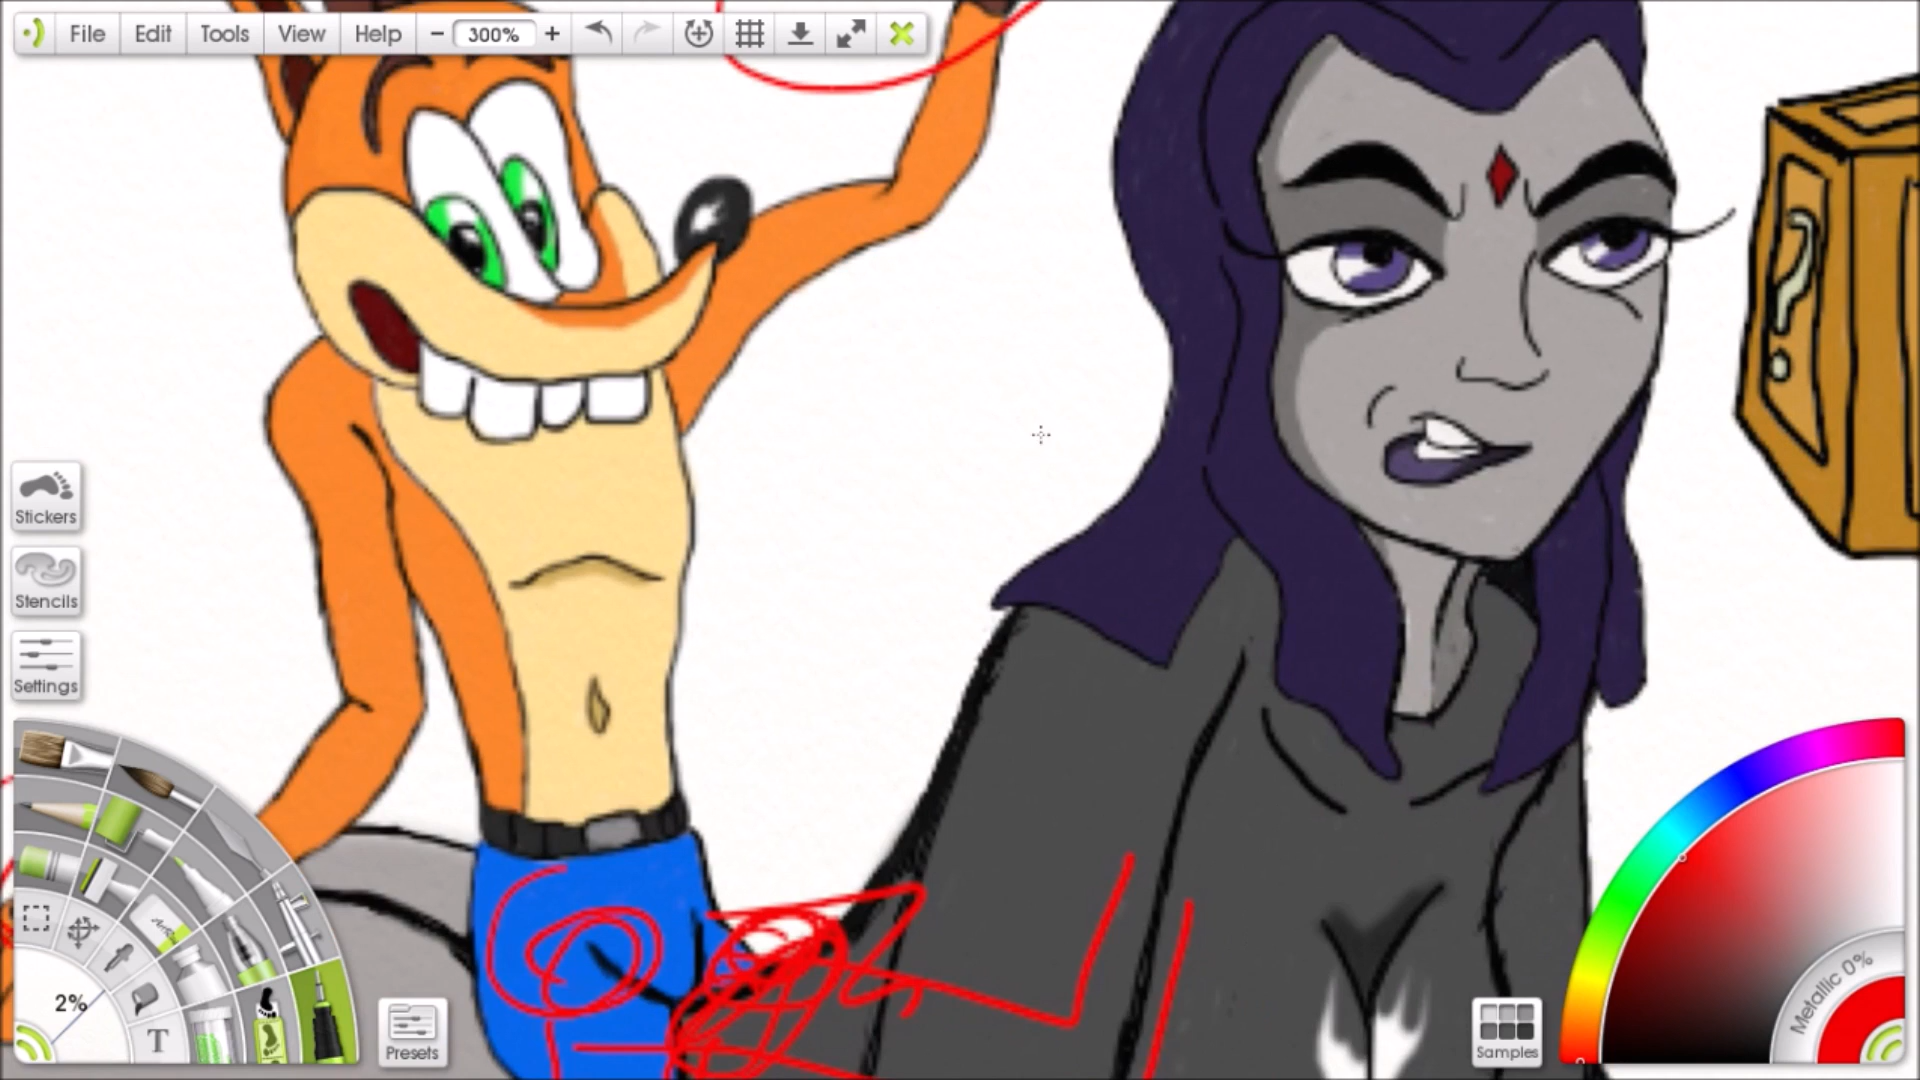 File Edit Tools View Help 300%
Stickers
Stencils
Settings
2%
T
Presets
Samples
Metallic 0%
?